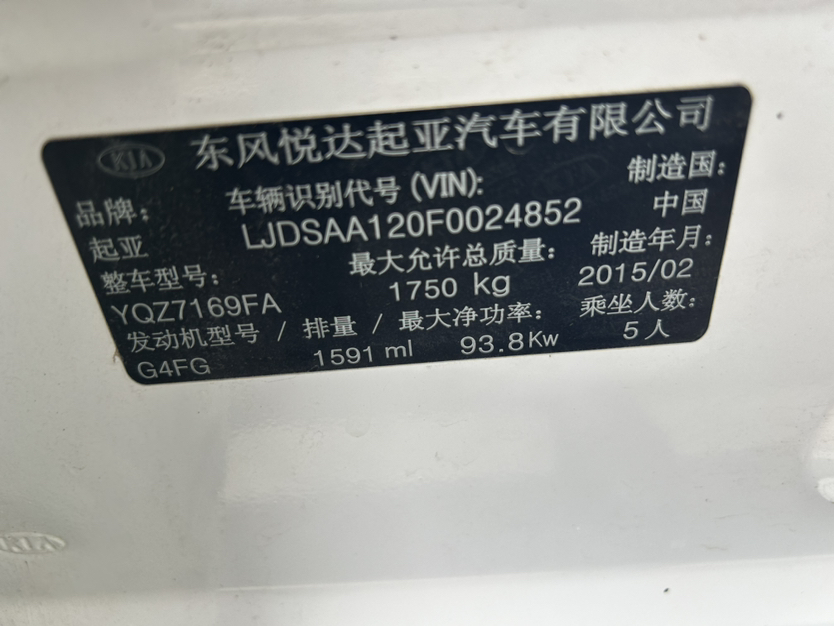 KIA 东风悦达起亚汽车有限公司
品牌: 车辆识别代号 (VIN): 制造国:
起亚 LJDSAA120F0024852 中国
整车型号: 最大允许总质量: 制造年月:
YQZ7169FA 1750 kg 2015/02
发动机型号 / 排量 / 最大净功率: 乘坐人数:
G4FG 1591 ml 93.8Kw 5人
KIA